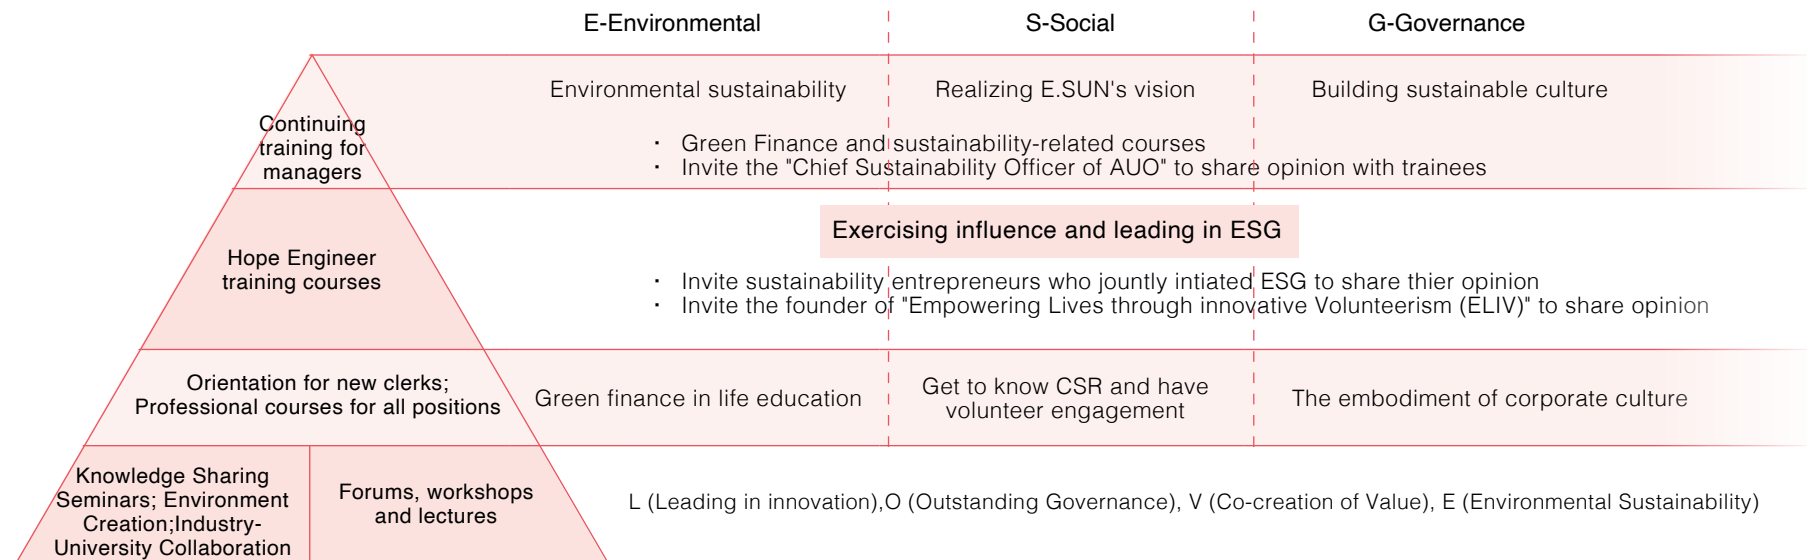 E-Environmental
S-Social
G-Governance
Continuing
training for
managers
Environmental sustainability
Realizing E.SUN's vision
Building sustainable culture
· Green Finance and sustainability-related courses
· Invite the "Chief Sustainability Officer of AUO" to share opinion with trainees
Hope Engineer
training courses
Exercising influence and leading in ESG
· Invite sustainability entrepreneurs who jountly intiated ESG to share thier opinion
· Invite the founder of "Empowering Lives through innovative Volunteerism (ELIV)" to share opinion
Orientation for new clerks;
Professional courses for all positions
Green finance in life education
Get to know CSR and have
volunteer engagement
The embodiment of corporate culture
Knowledge Sharing
Seminars; Environment
Creation;Industry-
University Collaboration
Forums, workshops
and lectures
L (Leading in innovation),O (Outstanding Governance), V (Co-creation of Value), E (Environmental Sustainability)